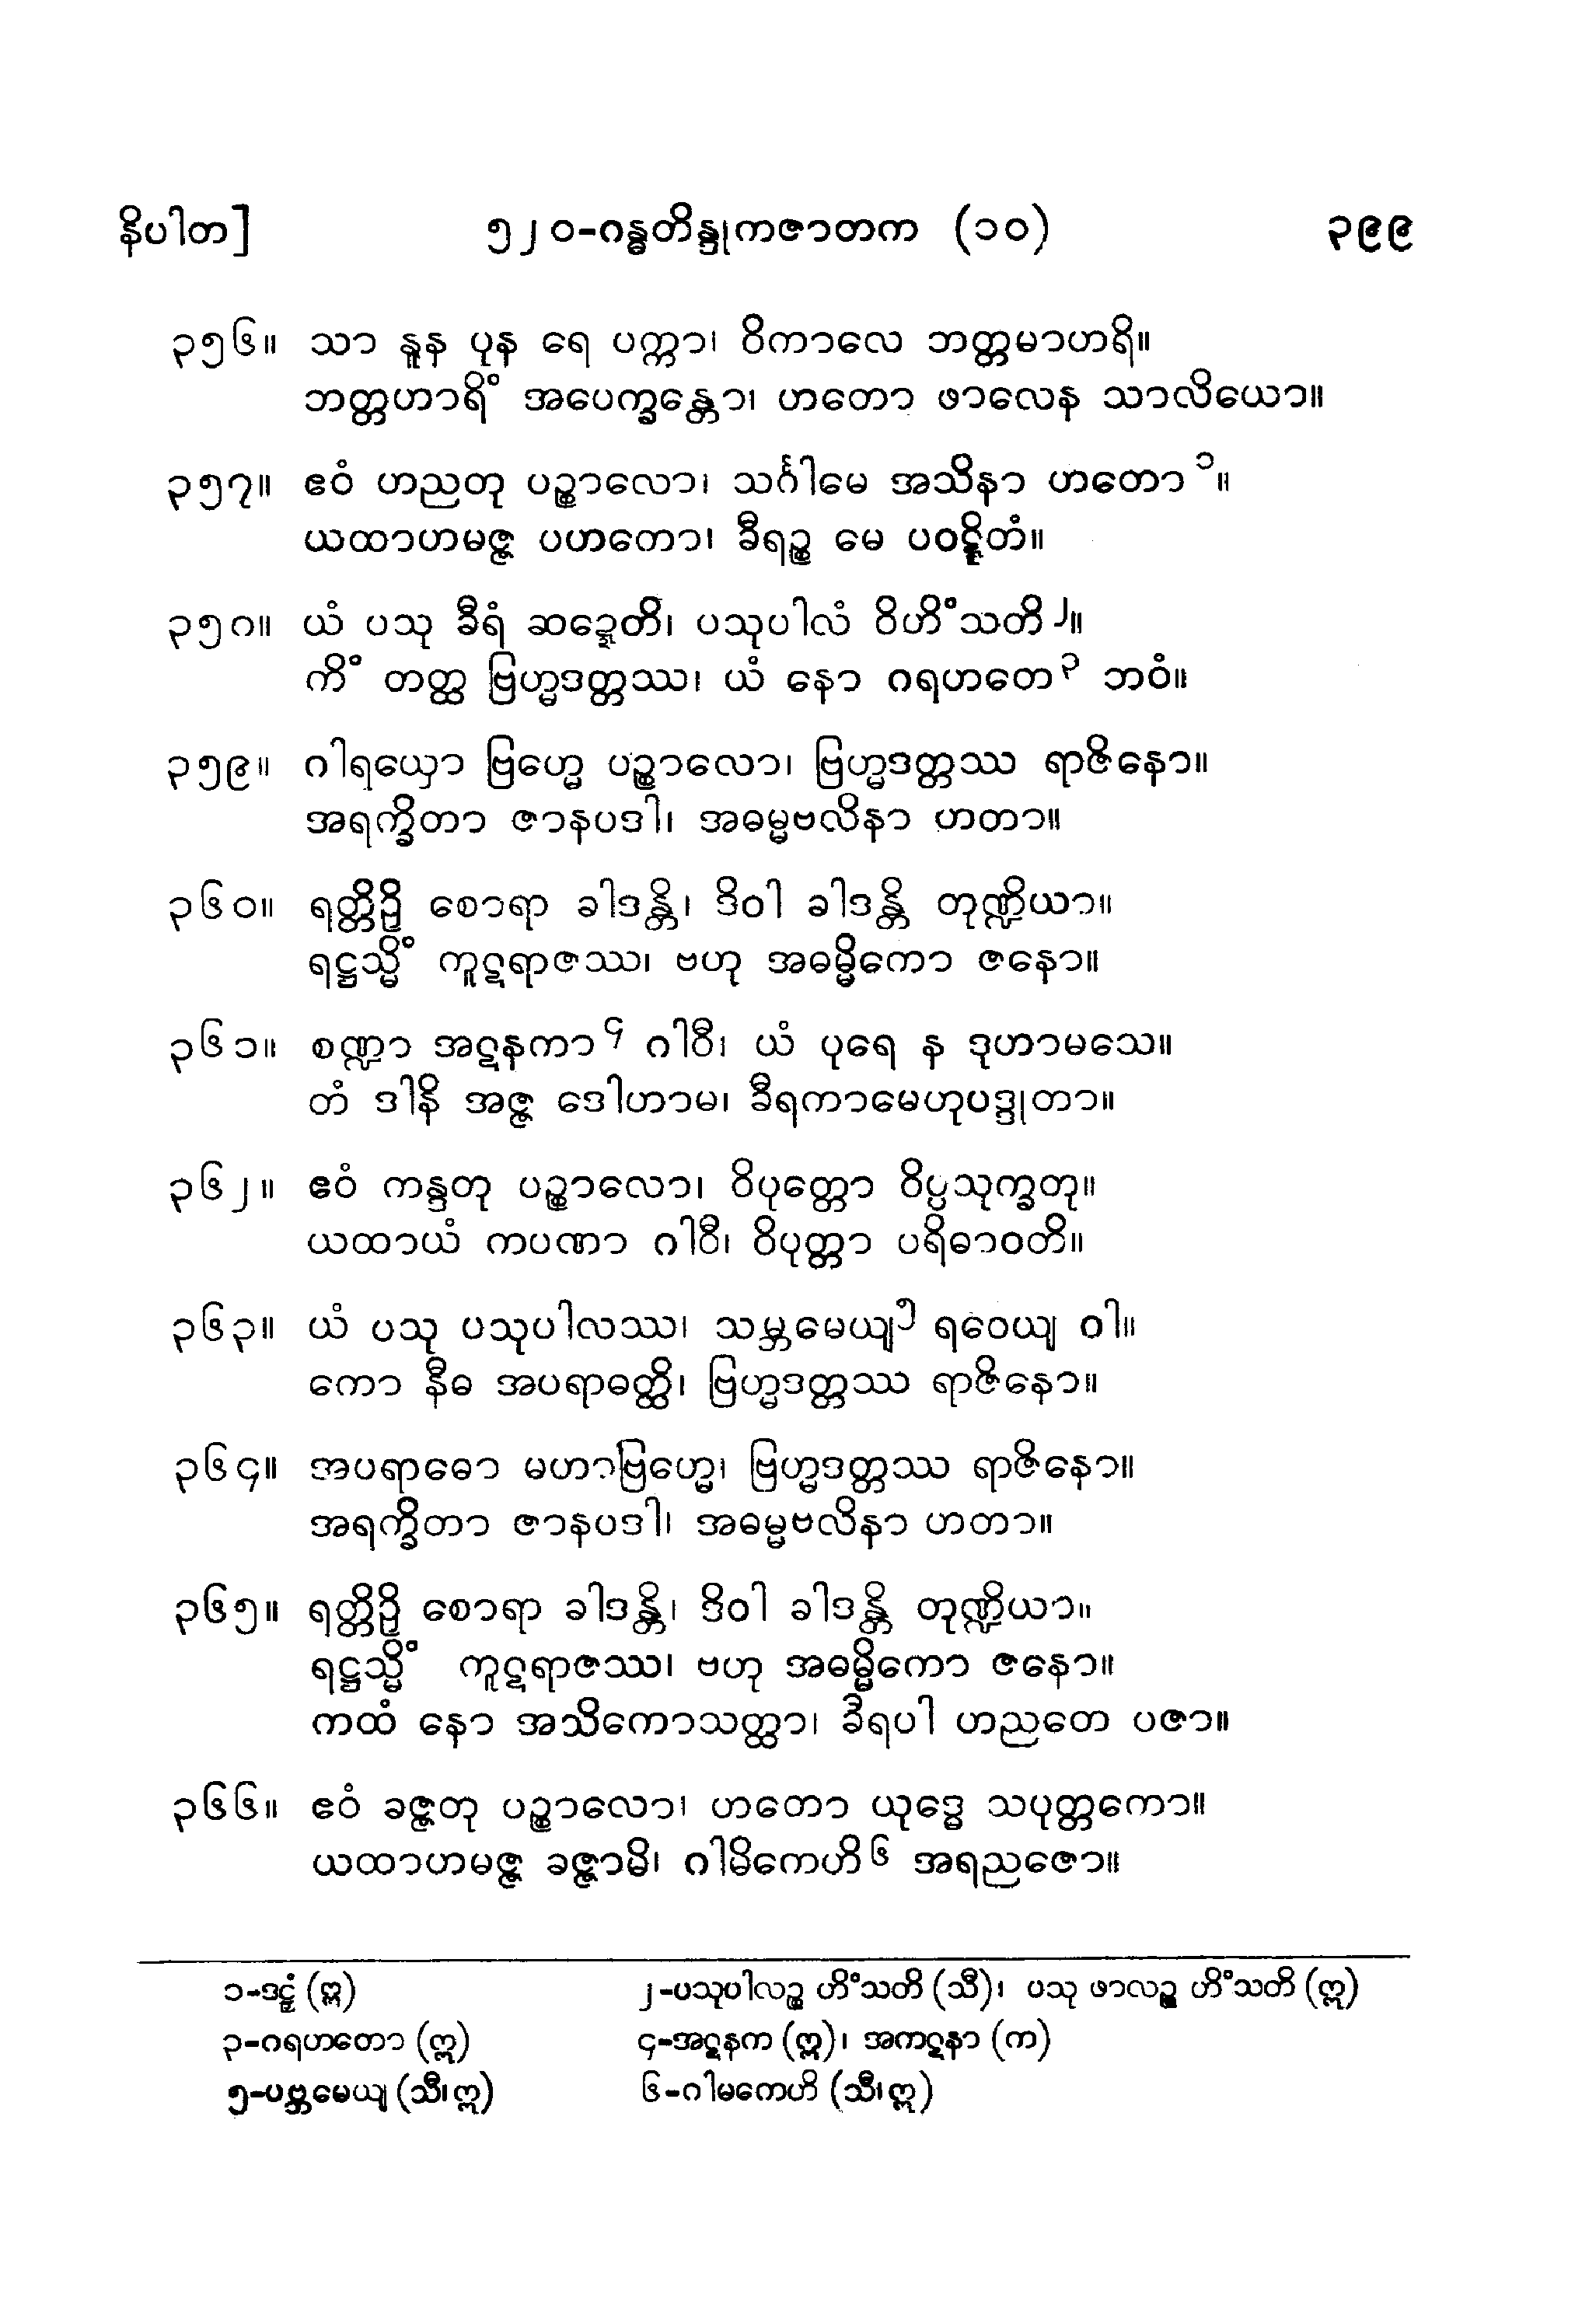 နိပါတ] ၅၂၀-ဂန္ဓတိန္ဒုကဇာတက (၁၀) ၃၉၉
၃၅၆။ သာ နူန ပုန ရေ ပက္ကာ၊ ဝိကာလေ ဘတ္တမာဟရိ။
ဘတ္တဟာရိံ အပေက္ခန္တော၊ ဟတော ဖာလေန သာလိယော။
၃၅၇။ ဧဝံ ဟညတု ပဉ္စာလော၊ သင်္ဂါမေ အသိနာ ဟတော၁။
ယထာဟမဇ္ဇ ပဟတော၊ ခီရဉ္စ မေ ပဝဋ္ဋိတံ။
၃၅၈။ ယံ ပသု ခီရံ ဆဍ္ဍေတိ၊ ပသုပါလံ ဝိဟိံသတိ၂။
ကိံ တတ္ထ ဗြဟ္မဒတ္တဿ၊ ယံ နော ဂရဟတေ၃ ဘဝံ။
၃၅၉။ ဂါရယှော ဗြဟ္မေ ပဉ္စာလော၊ ဗြဟ္မဒတ္တဿ ရာဇိနော။
အရက္ခိတာ ဇာနပဒါ၊ အဓမ္မဗလိနာ ဟတာ။
၃၆၀။ ရတ္တိဉှိ စောရာ ခါဒန္တိ၊ ဒိဝါ ခါဒန္တိ တုဏ္ဍိယာ။
ရဋ္ဌသ္မိံ ကူဋရာဇဿ၊ ဗဟု အဓမ္မိကော ဇနော။
၃၆၁။ စဏ္ဍာ အဋနကာ၄ ဂါဝီ၊ ယံ ပုရေ န ဒုဟာမသေ။
တံ ဒါနိ အဇ္ဇ ဒေါဟာမ၊ ခီရကာမေဟုပဒ္ဒုတာ။
၃၆၂။ ဧဝံ ကန္ဒတု ပဉ္စာလော၊ ဝိပုတ္တော ဝိပ္ပသုက္ခတု။
ယထာယံ ကပဏာ ဂါဝီ၊ ဝိပုတ္တာ ပရိဓာဝတိ။
၃၆၃။ ယံ ပသု ပသုပါလဿ၊ သမ္ဘမေယျ၅ ရဝေယျ ဝါ။
ကော နီဓ အပရာဓတ္ထိ၊ ဗြဟ္မဒတ္တဿ ရာဇိနော။
၃၆၄။ အပရာဓော မဟာဗြဟ္မေ၊ ဗြဟ္မဒတ္တဿ ရာဇိနော။
အရက္ခိတာ ဇာနပဒါ၊ အဓမ္မဗလိနာ ဟတာ။
၃၆၅။ ရတ္တိဉှိ စောရာ ခါဒန္တိ၊ ဒိဝါ ခါဒန္တိ တုဏ္ဍိယာ။
ရဋ္ဌသ္မိံ ကူဋရာဇဿ၊ ဗဟု အဓမ္မိကော ဇနော။
ကထံ နော အသိကောသတ္ထာ၊ ခီရပါ ဟညတေ ပဇာ။
၃၆၆။ ဧဝံ ခဇ္ဇတု ပဉ္စာလော၊ ဟတော ယုဒ္ဓေ သပုတ္တကော။
ယထာဟမဇ္ဇ ခဇ္ဇာမိ၊ ဂါမိကေဟိ၆ အရညဇော။
၁-ဒဠှံ (ဣ) ၂-ပသုပါလဉ္စ ဟိံသတိ (သီ)၊ ပသု ဖာလဉ္စ ဟိံသတိ (ဣ)
၃-ဂရဟတော (ဣ) ၄-အဋ္ဋနက (ဣ)၊ အကဋ္ဋနာ (က)
၅-ပဗ္ဘမေယျ (သီ၊ဣ) ၆-ဂါမကေဟိ (သီ၊ဣ)